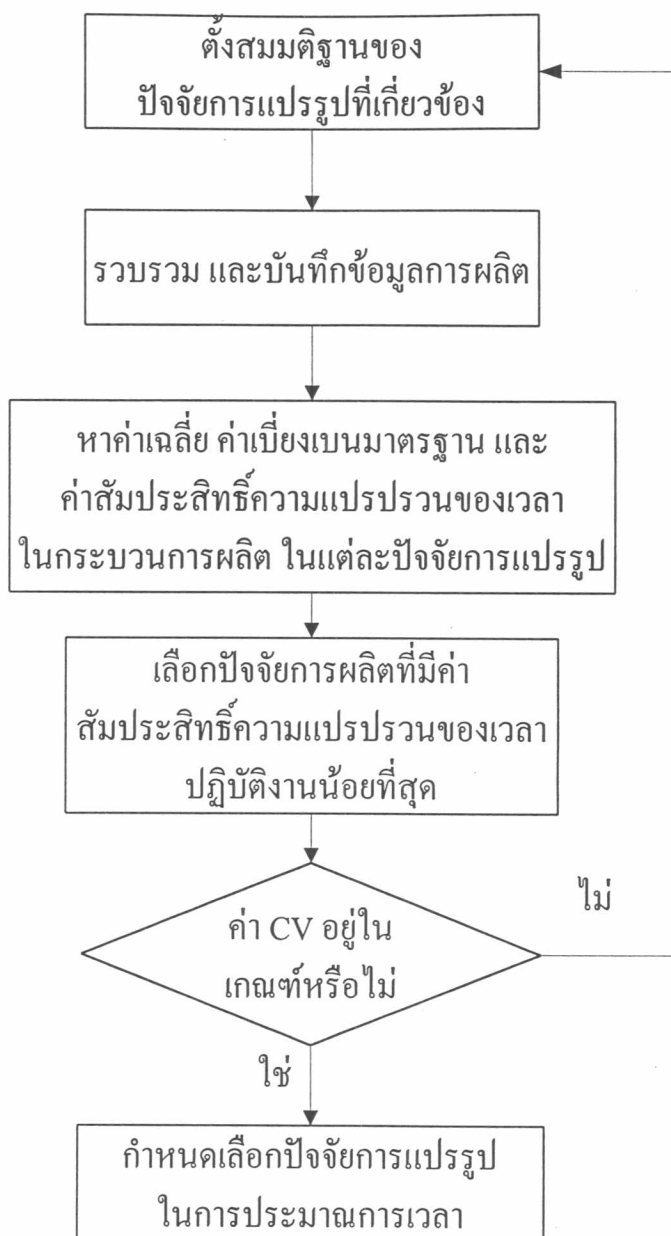 ตั้งสมมติฐานของ
ปัจจัยการแปรรูปที่เกี่ยวข้อง
รวบรวม และบันทึกข้อมูลการผลิต
หาค่าเฉลี่ย ค่าเบี่ยงเบนมาตรฐาน และ
ค่าสัมประสิทธิ์ความแปรปรวนของเวลา
ในกระบวนการผลิต ในแต่ละปัจจัยการแปรรูป
เลือกปัจจัยการผลิตที่มีค่า
สัมประสิทธิ์ความแปรปรวนของเวลา
ปฏิบัติงานน้อยที่สุด
ไม่
ค่า CV อยู่ใน
เกณฑ์หรือไม่
ใช่
กำหนดเลือกปัจจัยการแปรรูป
ในการประมาณการเวลา